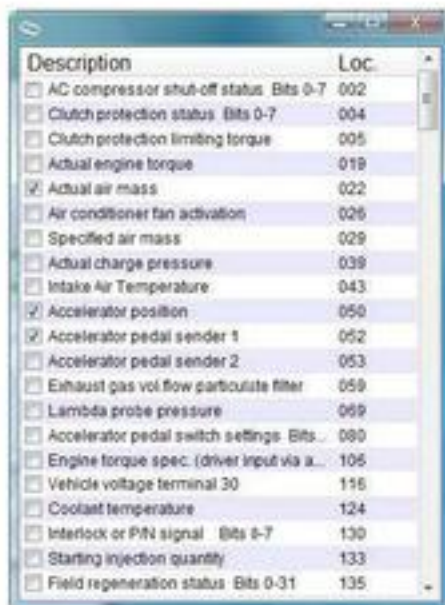 Description Loc.
AC compressor shut-off status Bits 0-7 002
Clutch protection status Bits 0-7 004
Clutch protection limiting torque 005
Actual engine torque 019
Actual air mass 022
Air conditioner fan activation 026
Specified air mass 029
Actual charge pressure 039
Intake Air Temperature 043
Accelerator position 050
Accelerator pedal sender 1 052
Accelerator pedal sender 2 053
Exhaust gas vol.flow particulate filter 059
Lambda probe pressure 069
Accelerator pedal switch settings Bits... 080
Engine torque spec. (driver input via a... 106
Vehicle voltage terminal 30 116
Coolant temperature 124
Interlock or P/N signal Bits 0-7 130
Starting injection quantity 133
Field regeneration status Bits 0-31 135